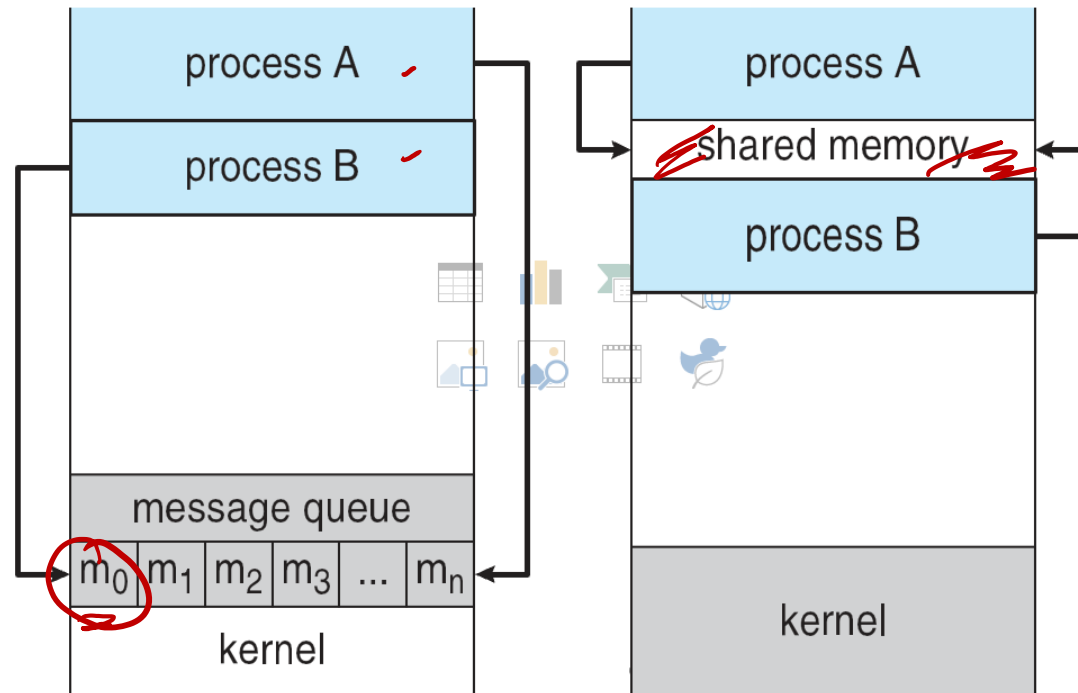 process A
process B
message queue
m0 m1 m2 m3 ... mn
kernel
process A
shared memory
process B
kernel